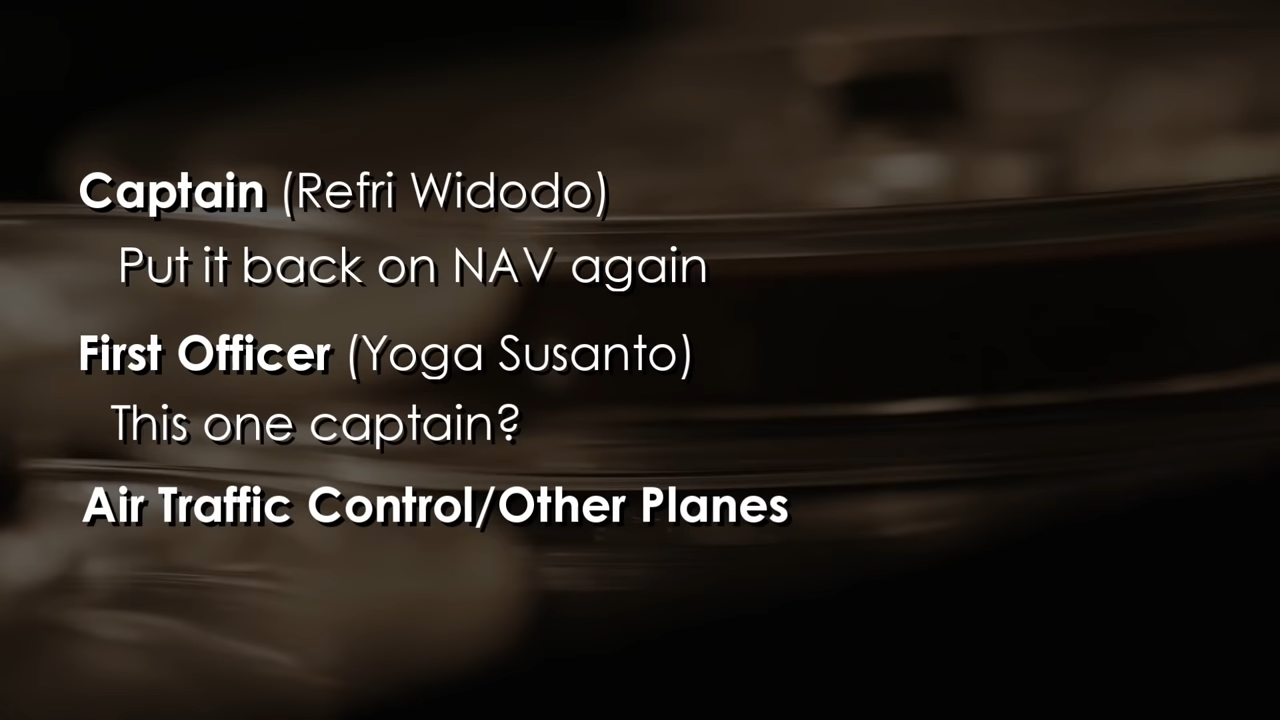 Captain (Refri Widodo)
Put it back on NAV again
First Officer (Yoga Susanto)
This one captain?
Air Traffic Control/Other Planes